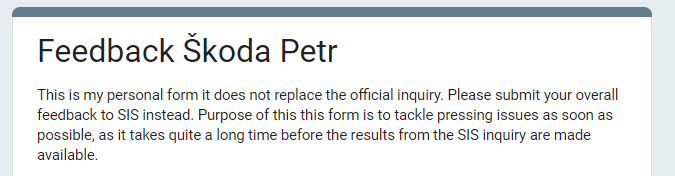 Feedback Škoda Petr
This is my personal form it does not replace the official inquiry. Please submit your overall
feedback to SIS instead. Purpose of this this form is to tackle pressing issues as soon as
possible, as it takes quite a long time before the results from the SIS inquiry are made
available.